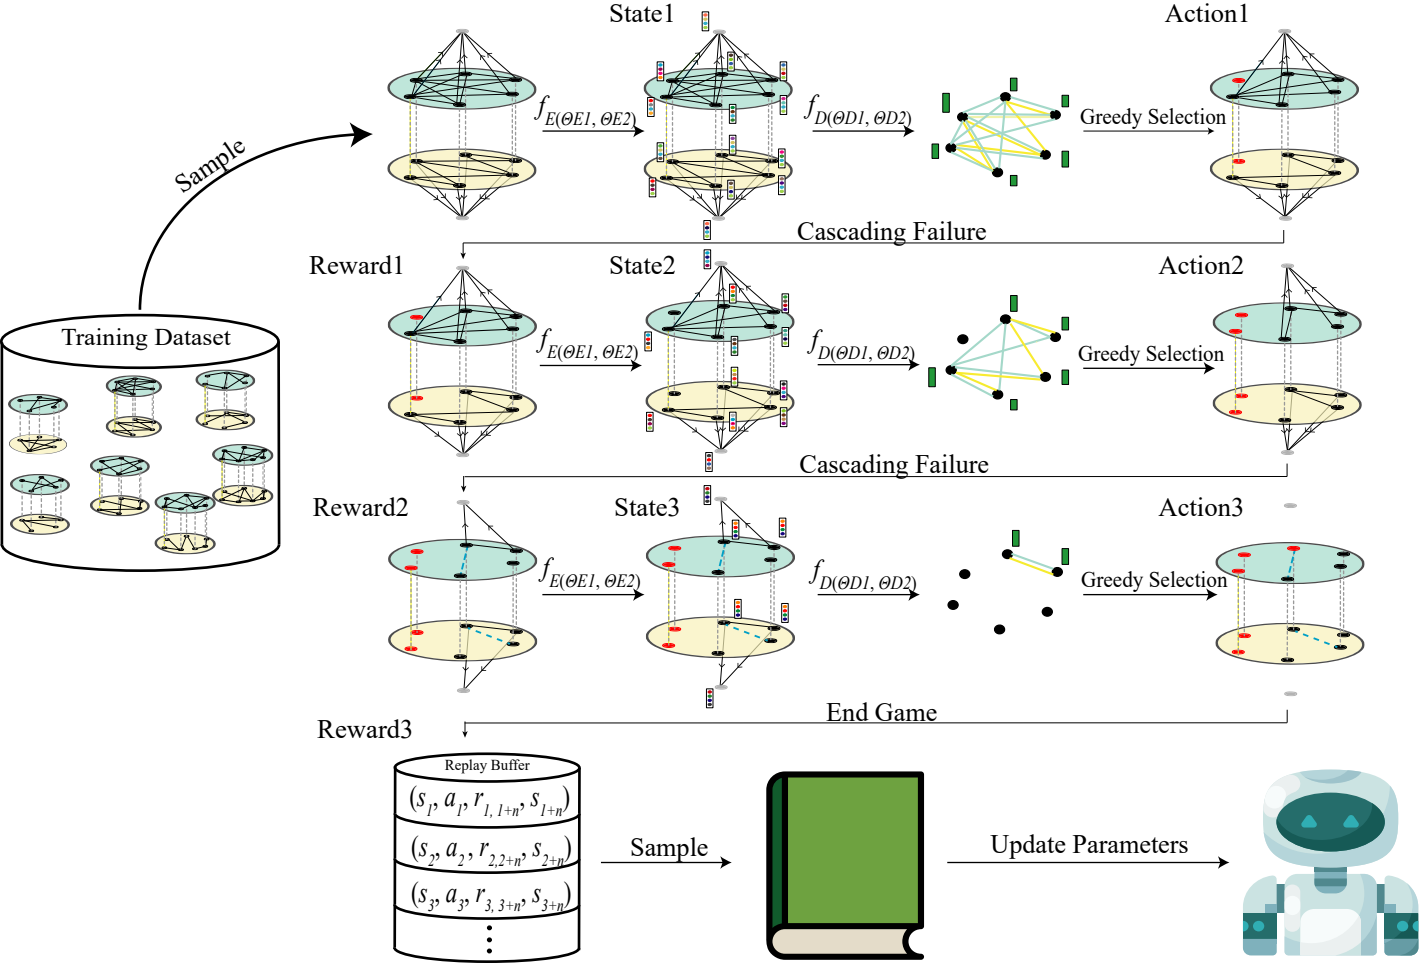 State1
Action1
f E(ΘE1, ΘE2)
f D(ΘD1, ΘD2)
Greedy Selection
Sample
Cascading Failure
Reward1
State2
Action2
Training Dataset
f E(ΘE1, ΘE2)
f D(ΘD1, ΘD2)
Greedy Selection
Cascading Failure
Reward2
State3
Action3
f E(ΘE1, ΘE2)
f D(ΘD1, ΘD2)
Greedy Selection
End Game
Reward3
Replay Buffer
(s1, a1, r1, 1+n, s1+n)
(s2, a2, r2,2+n, s2+n)
(s3, a3, r3, 3+n, s3+n)
⋮
Sample
Update Parameters